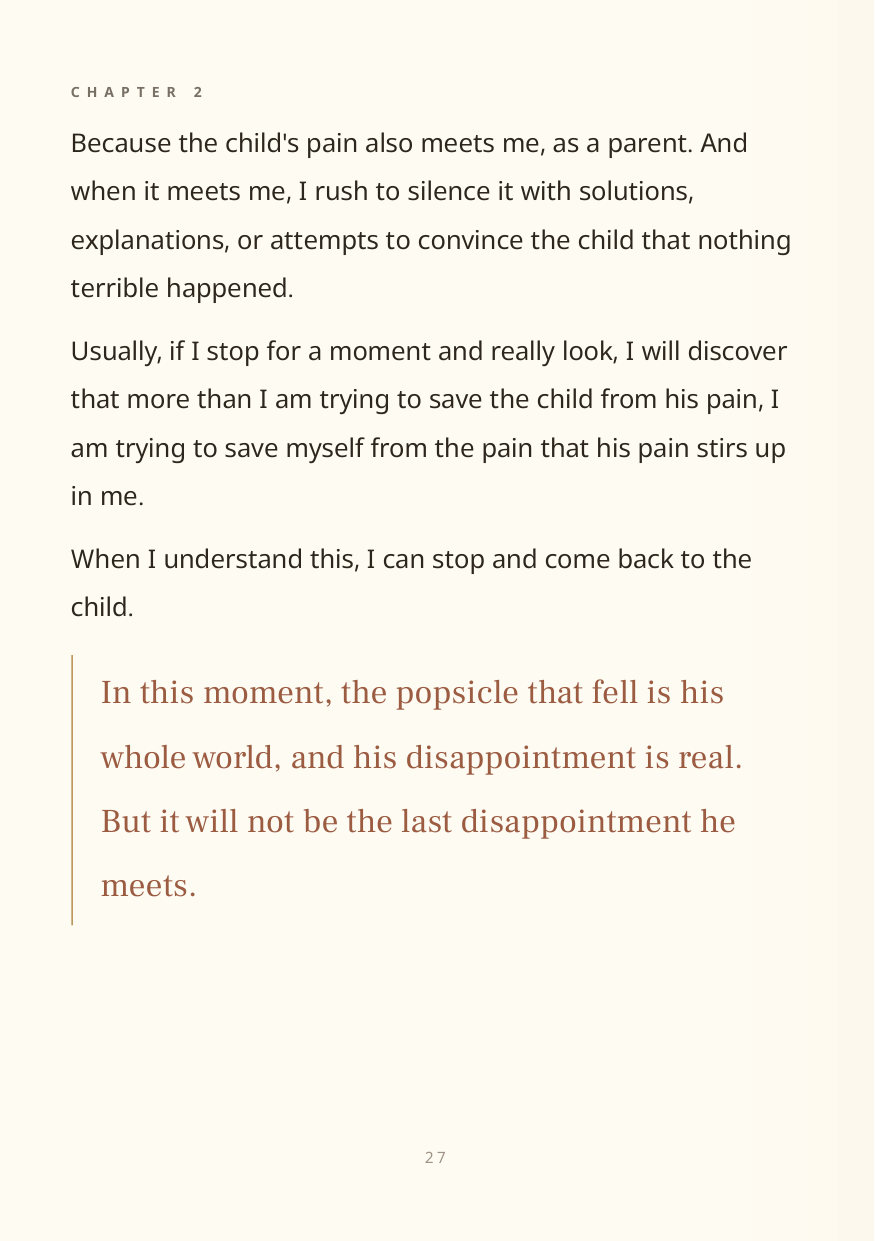 CHAPTER 2
Because the child's pain also meets me, as a parent. And
when it meets me, I rush to silence it with solutions,
explanations, or attempts to convince the child that nothing
terrible happened.
Usually, if I stop for a moment and really look, I will discover
that more than I am trying to save the child from his pain, I
am trying to save myself from the pain that his pain stirs up
in me.
When I understand this, I can stop and come back to the
child.
In this moment, the popsicle that fell is his
whole world, and his disappointment is real.
But it will not be the last disappointment he
meets.
27